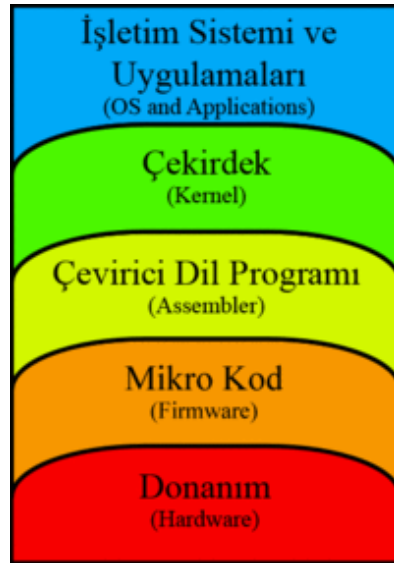 İşletim Sistemi ve
Uygulamaları
(OS and Applications)
Çekirdek
(Kernel)
Çevirici Dil Programı
(Assembler)
Mikro Kod
(Firmware)
Donanım
(Hardware)